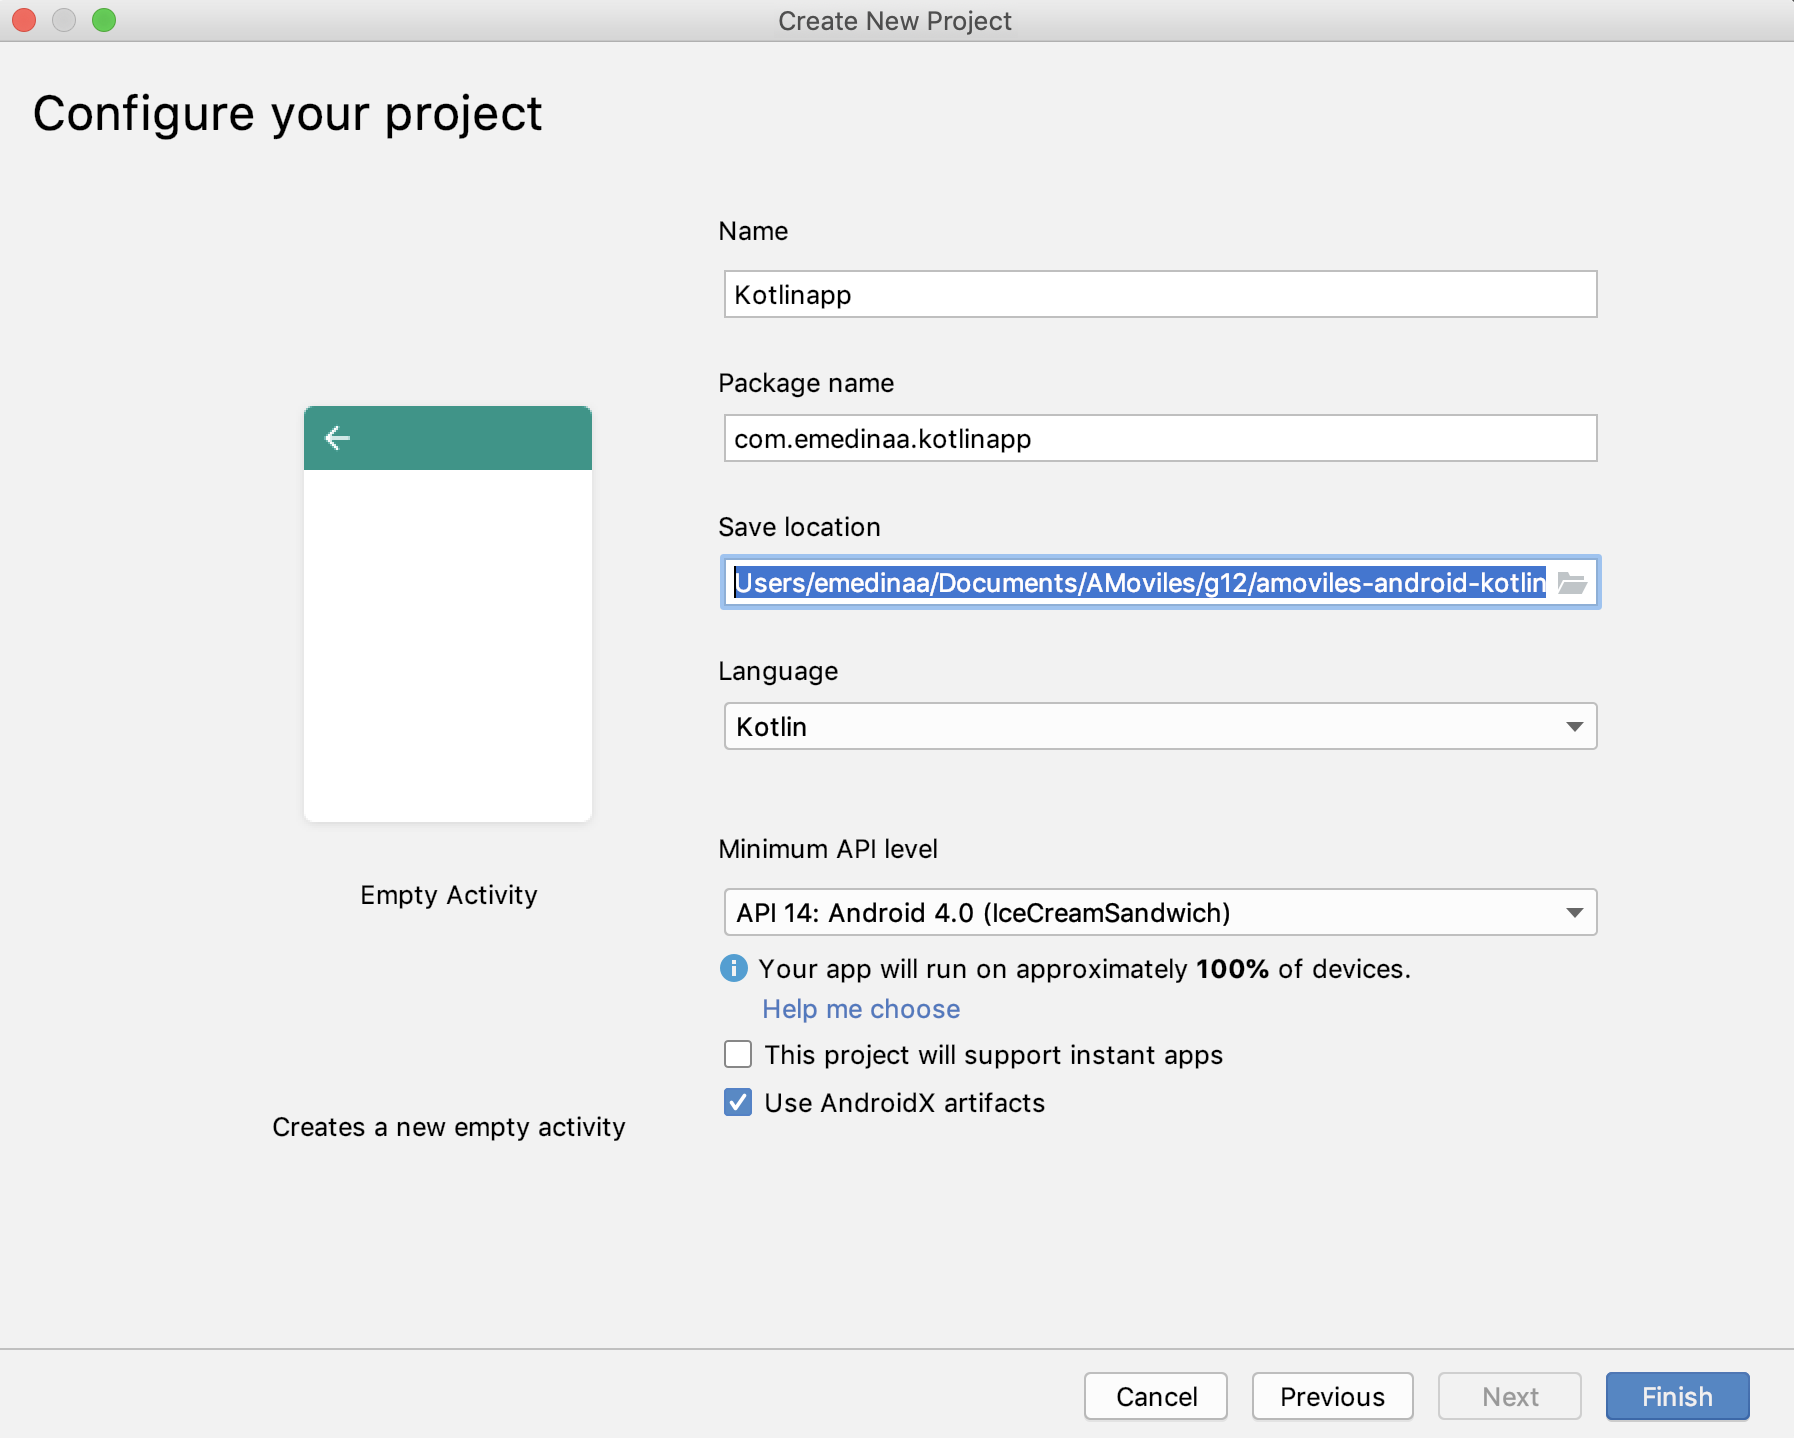 Create New Project
Configure your project
Name
Kotlinapp
Package name
com.emedinaa.kotlinapp
Save location
Users/emedinaa/Documents/AMoviles/g12/amoviles-android-kotlin
Language
Kotlin
Minimum API level
API 14: Android 4.0 (IceCreamSandwich)
Your app will run on approximately 100% of devices.
Help me choose
This project will support instant apps
Use AndroidX artifacts
Empty Activity
Creates a new empty activity
Cancel
Previous
Next
Finish